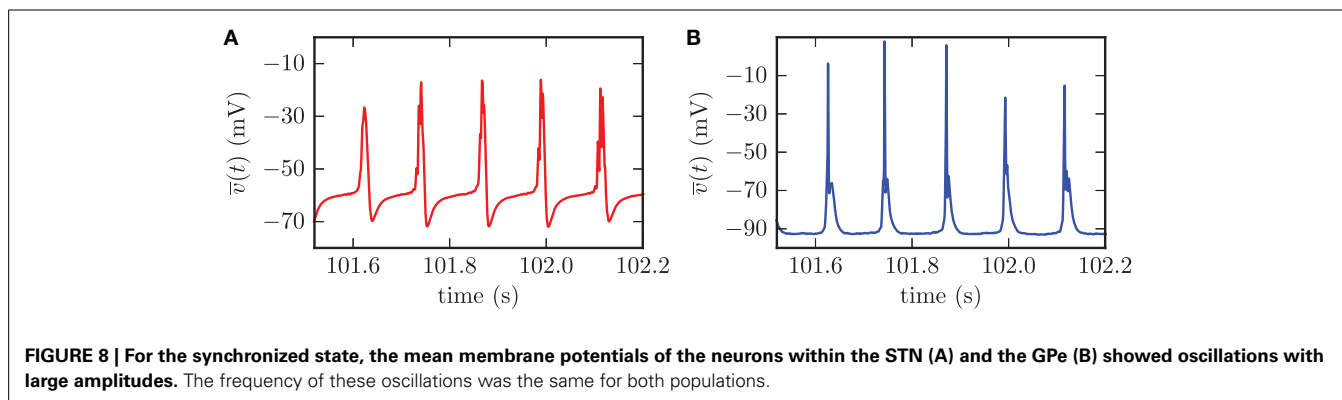 A
B
−10
−30
−50
−70
v̅(t) (mV)
101.6 101.8 102.0 102.2
time (s)
−10
−30
−50
−70
−90
v̅(t) (mV)
101.6 101.8 102.0 102.2
time (s)
FIGURE 8 | For the synchronized state, the mean membrane potentials of the neurons within the STN (A) and the GPe (B) showed oscillations with
large amplitudes. The frequency of these oscillations was the same for both populations.